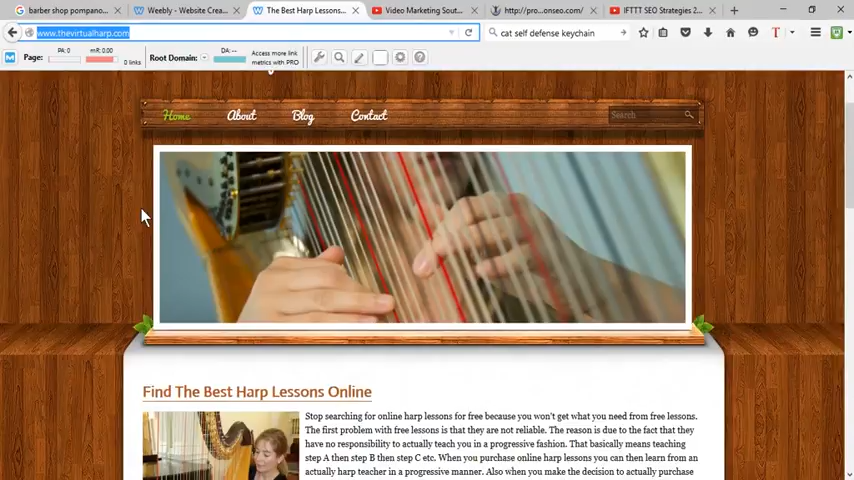 barber shop pompano...
Weebly - Website Crea...
The Best Harp Lessons...
Video Marketing Sout...
http://pro...onseo.com/
IFTTT SEO Strategies 2...
www.thevirtualharp.com
cat self defense keychain
Page:
PA: 0
mR: 0.00
0 links
Root Domain:
DA: --
Access more link
metrics with PRO
Home
About
Blog
Contact
Search
Find The Best Harp Lessons Online
Stop searching for online harp lessons for free because you won't get what you need from free lessons.
The first problem with free lessons is that they are not reliable. The reason is due to the fact that they
have no responsibility to actually teach you in a progressive fashion. That basically means teaching
step A then step B then step C etc. When you purchase online harp lessons you can then learn from an
actually harp teacher in a progressive manner. Also when you make the decision to actually purchase